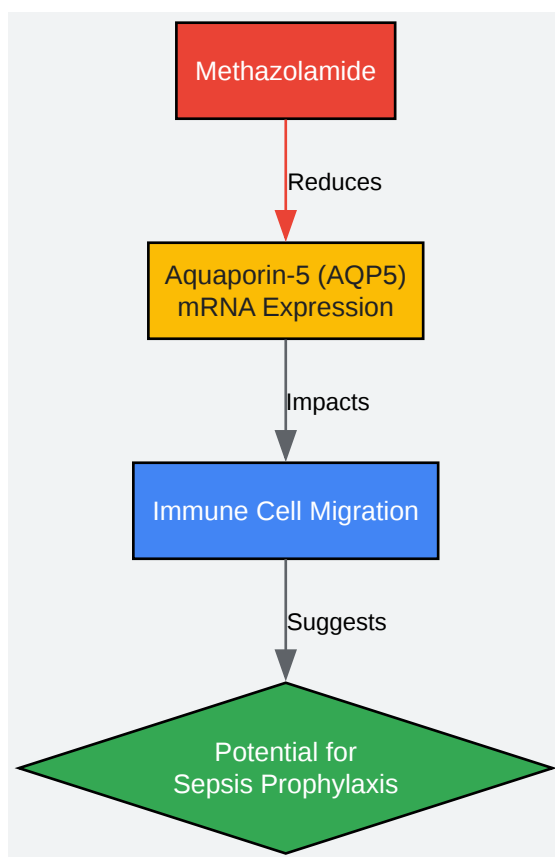 Methazolamide
Reduces
Aquaporin-5 (AQP5)
mRNA Expression
Impacts
Immune Cell Migration
Suggests
Potential for
Sepsis Prophylaxis